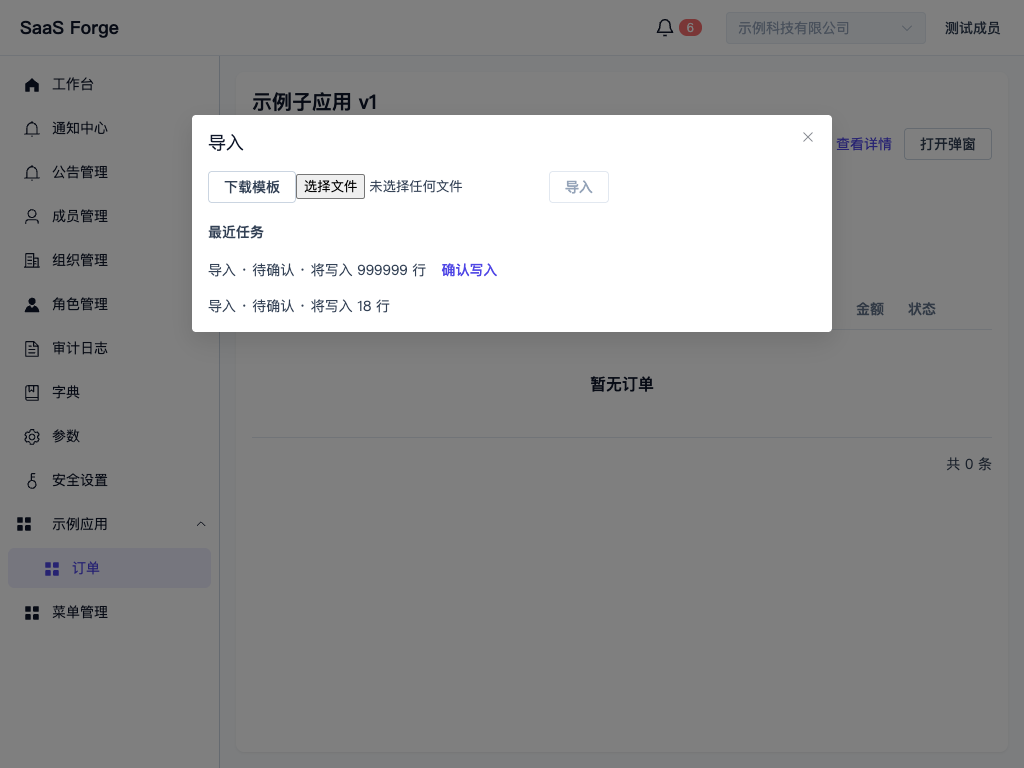 SaaS Forge
6
示例科技有限公司
测试成员
工作台
通知中心
公告管理
成员管理
组织管理
角色管理
审计日志
字典
参数
安全设置
示例应用
订单
菜单管理
示例子应用 v1
查看详情
打开弹窗
导入
下载模板 选择文件 未选择任何文件 导入
最近任务
导入 · 待确认 · 将写入 999999 行 确认写入
导入 · 待确认 · 将写入 18 行
金额 状态
暂无订单
共 0 条